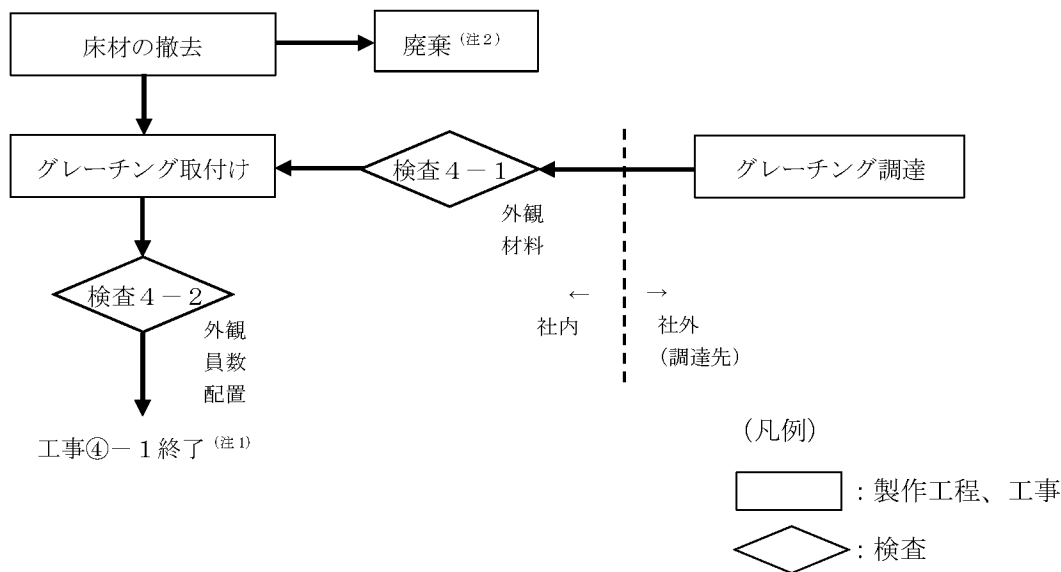 床材の撤去
廃棄(注2)
グレーチング取付け
検査4-1
グレーチング調達
外観
材料
検査4-2
外観
員数
配置
←
社内
→
社外
(調達先)
工事④-1終了(注1)
(凡例)
:製作工程、工事
:検査